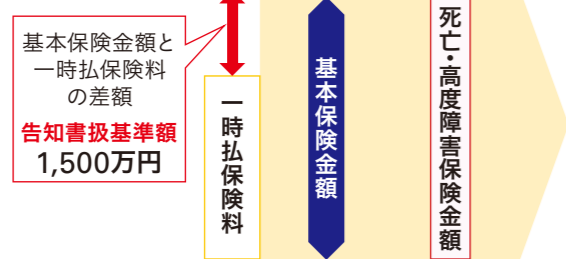 基本保険金額と
一時払保険料
の差額
告知書扱基準額
1,500万円
一時払保険料
基本保険金額
死亡・高度障害保険金額